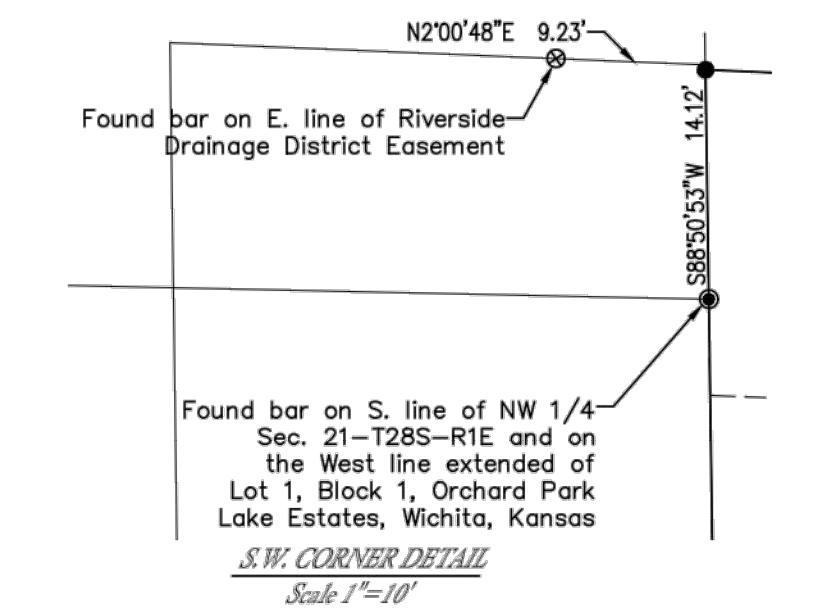 N2°00'48"E 9.23'
Found bar on E. line of Riverside
Drainage District Easement
S88°50'53"W 14.12'
Found bar on S. line of NW 1/4
Sec. 21-T28S-R1E and on
the West line extended of
Lot 1, Block 1, Orchard Park
Lake Estates, Wichita, Kansas
S.W. CORNER DETAIL
Scale 1"=10'